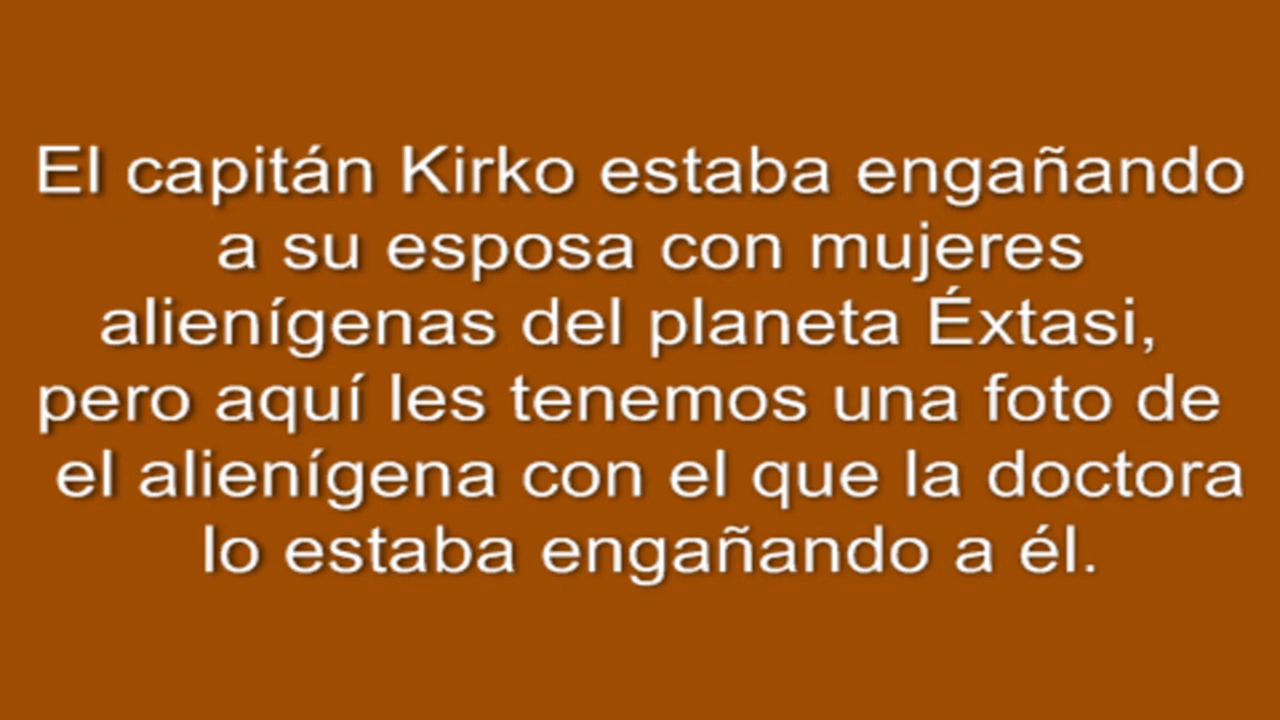 El capitán Kirko estaba engañando
a su esposa con mujeres
alienígenas del planeta Éxtasi,
pero aquí les tenemos una foto de
el alienígena con el que la doctora
lo estaba engañando a él.